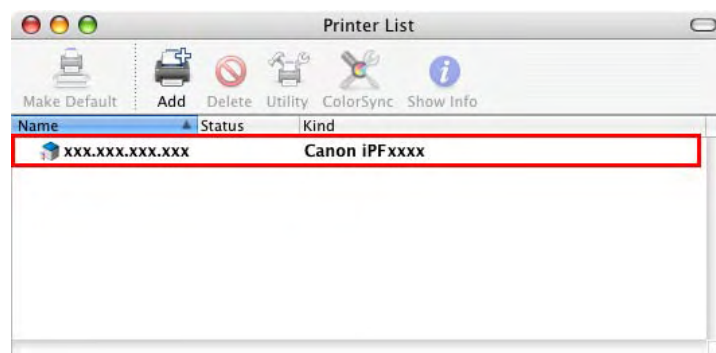 Printer List
Make Default Add Delete Utility ColorSync Show Info
Name Status Kind
xxx.xxx.xxx.xxx Canon iPFxxxx